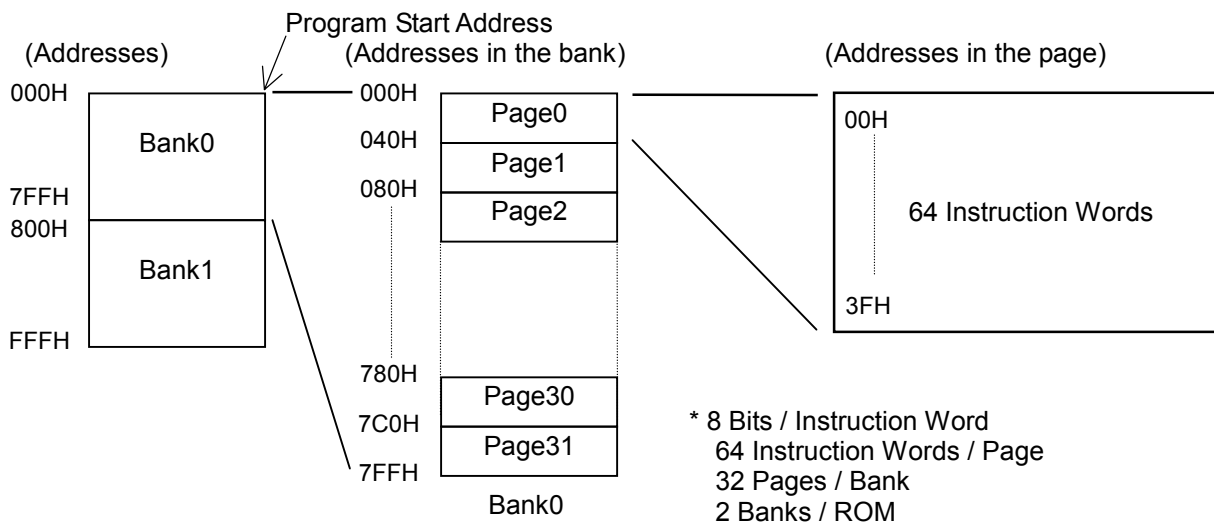 Program Start Address
(Addresses)
(Addresses in the bank)
(Addresses in the page)
000H
Bank0
7FFH
800H
Bank1
FFFH
000H
Page0
040H
Page1
080H
Page2
780H
Page30
7C0H
Page31
7FFH
Bank0
00H
64 Instruction Words
3FH
* 8 Bits / Instruction Word
64 Instruction Words / Page
32 Pages / Bank
2 Banks / ROM